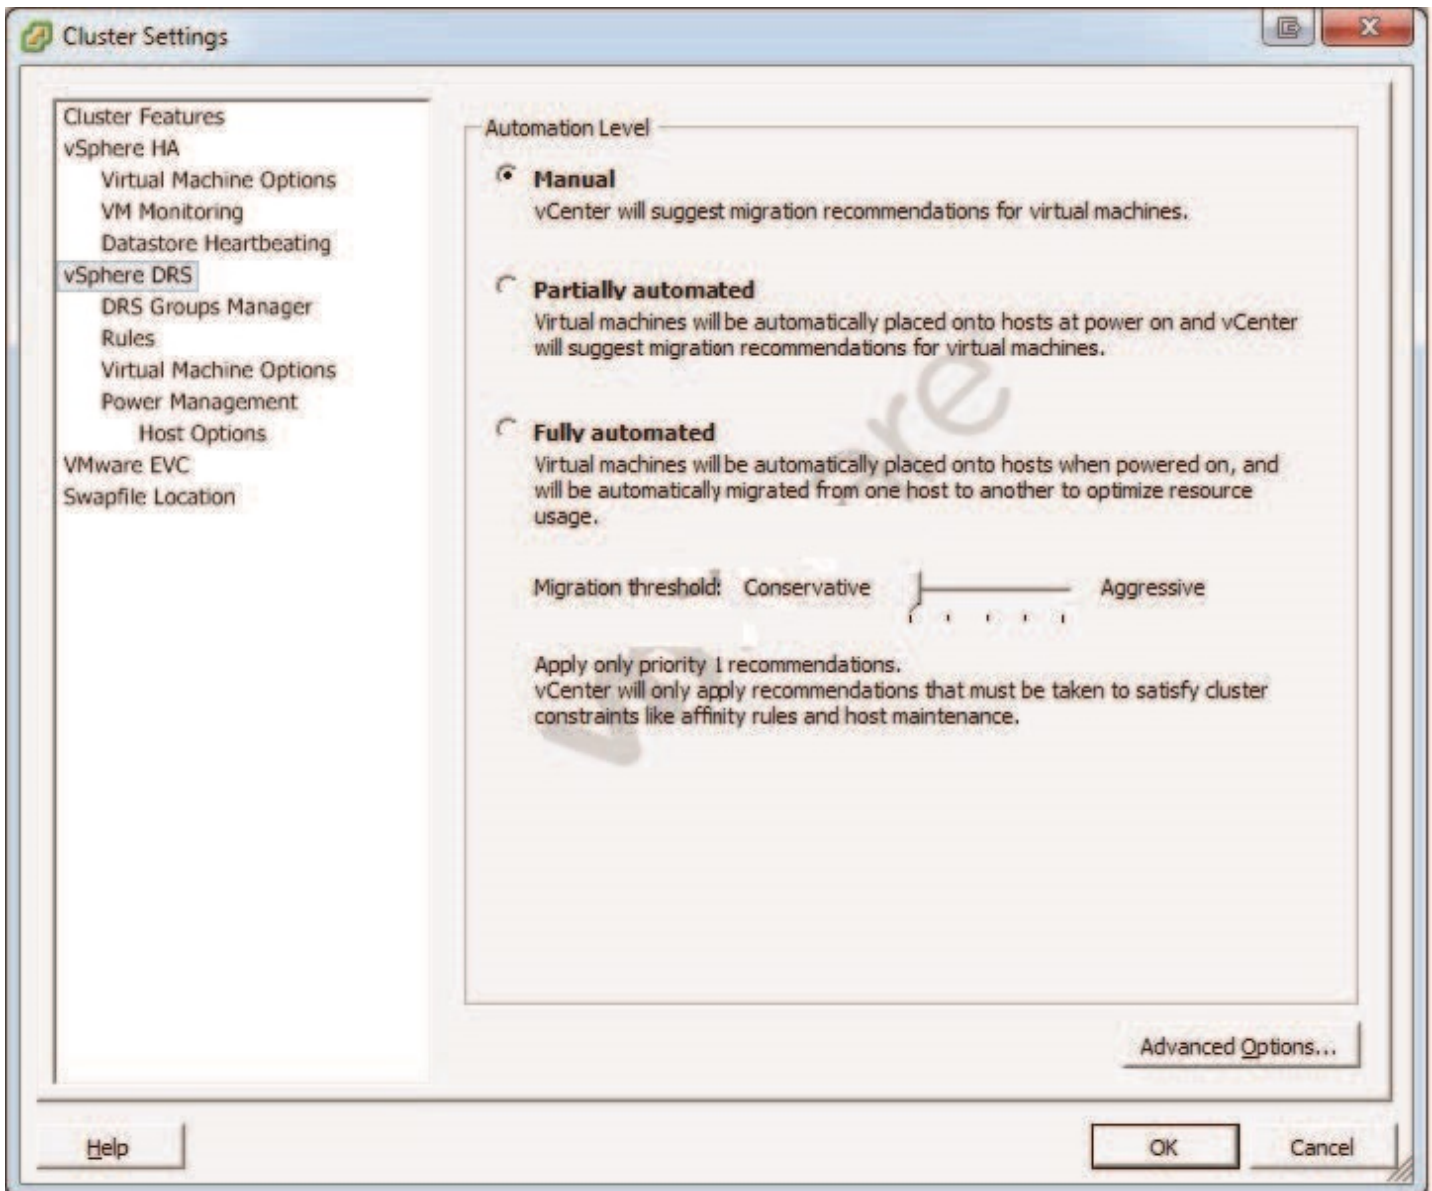 Cluster Settings
Cluster Features
vSphere HA
Virtual Machine Options
VM Monitoring
Datastore Heartbeating
vSphere DRS
DRS Groups Manager
Rules
Virtual Machine Options
Power Management
Host Options
VMware EVC
Swapfile Location
Automation Level
Manual
vCenter will suggest migration recommendations for virtual machines.
Partially automated
Virtual machines will be automatically placed onto hosts at power on and vCenter
will suggest migration recommendations for virtual machines.
Fully automated
Virtual machines will be automatically placed onto hosts when powered on, and
will be automatically migrated from one host to another to optimize resource
usage.
Migration threshold: Conservative Aggressive
Apply only priority 1 recommendations.
vCenter will only apply recommendations that must be taken to satisfy cluster
constraints like affinity rules and host maintenance.
Advanced Options...
Help
OK
Cancel